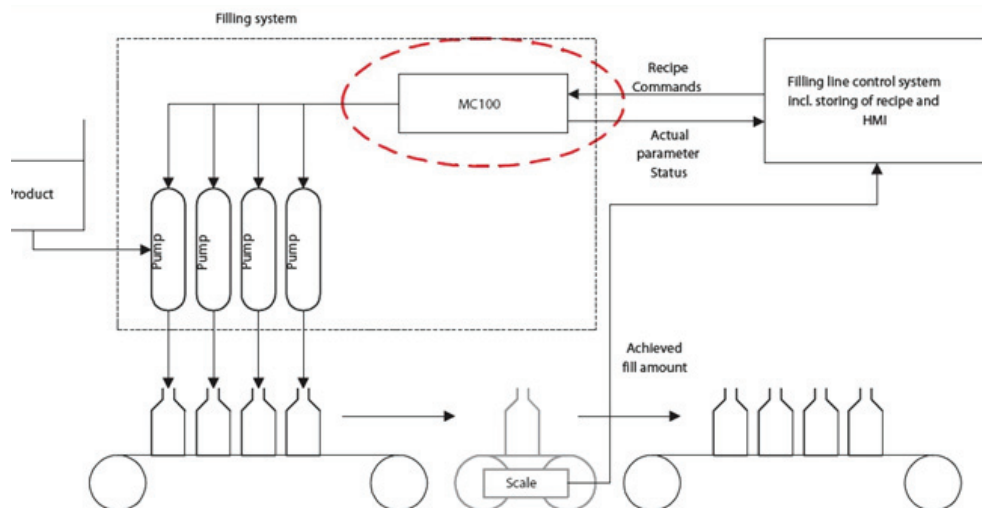 Filling system
MC100
Recipe
Commands
Actual
parameter
Status
Filling line control system
incl. storing of recipe and
HMI
Product
Pump
Pump
Pump
Pump
Achieved
fill amount
Scale